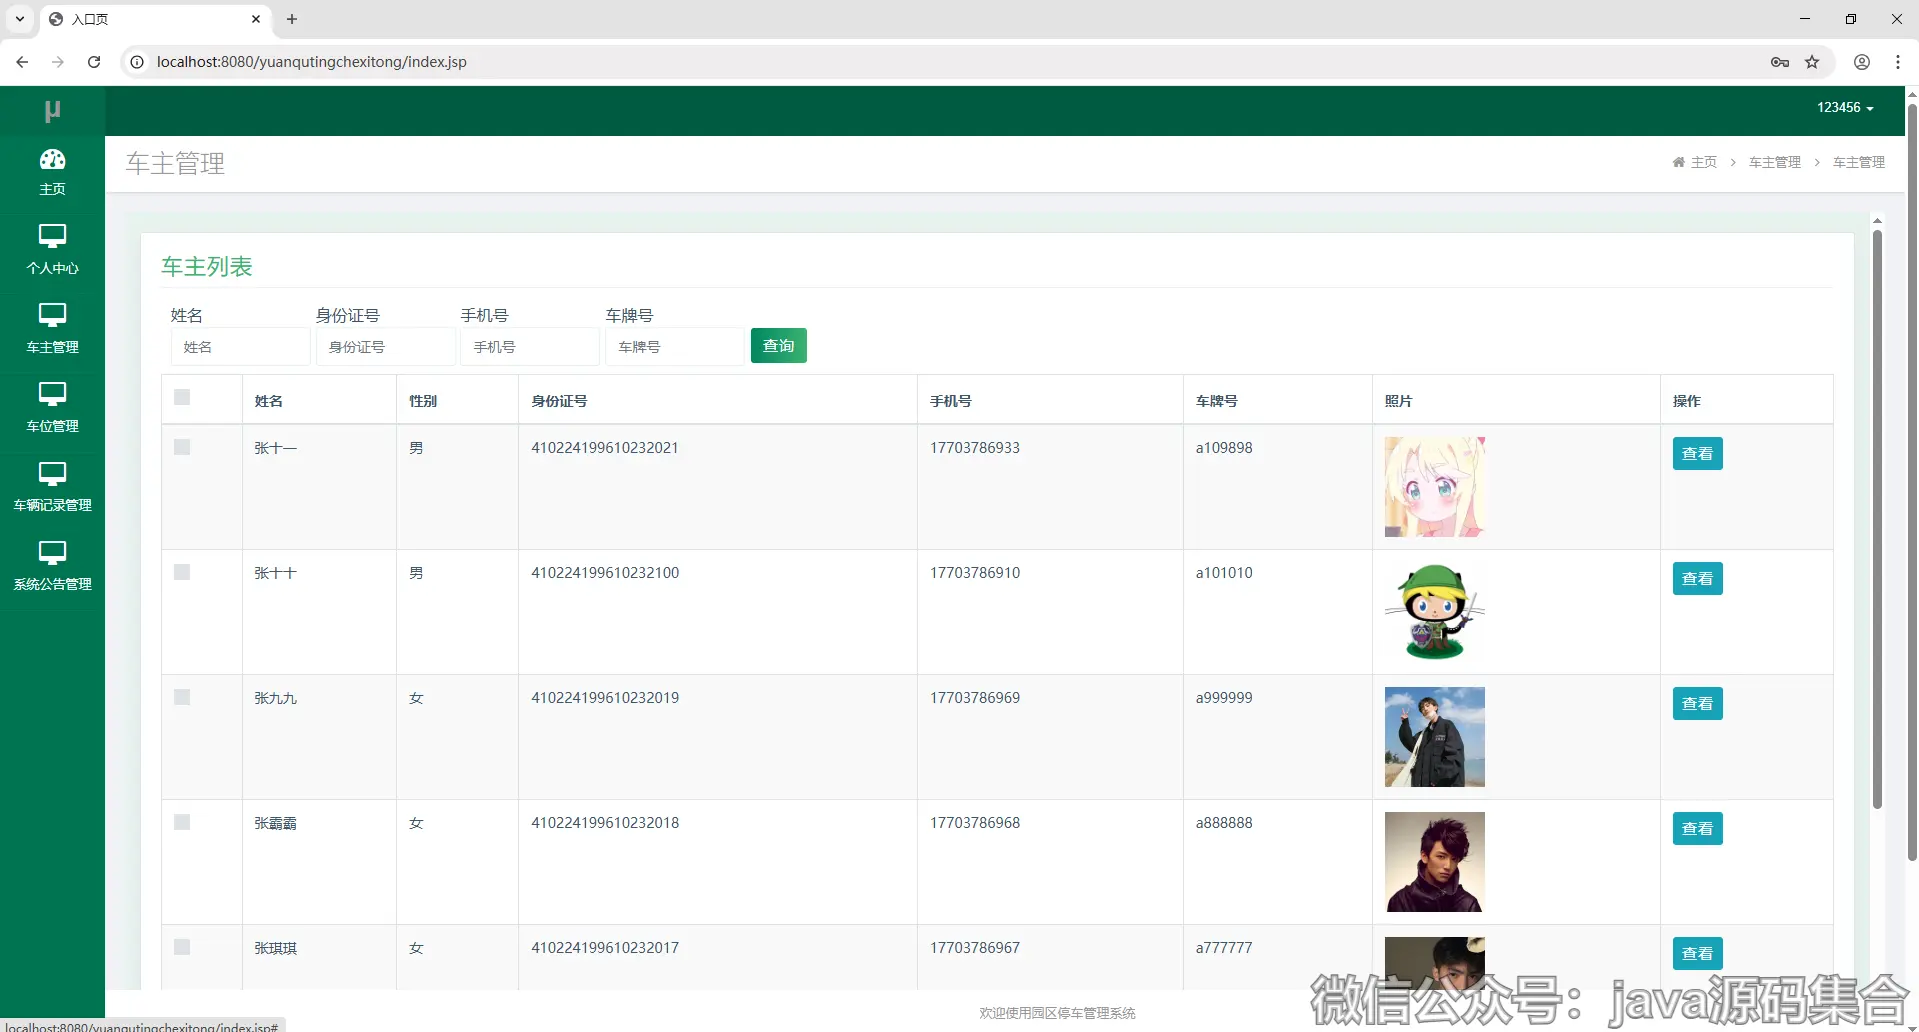 入口页
localhost:8080/yuanqutingchexitong/index.jsp
μ
123456
主页
个人中心
车主管理
车位管理
车辆记录管理
系统公告管理
车主管理
主页 > 车主管理 > 车主管理
车主列表
姓名 身份证号 手机号 车牌号
姓名 身份证号 手机号 车牌号 查询
姓名 性别 身份证号 手机号 车牌号 照片 操作
张十一 男 410224199610232021 17703786933 a109898 查看
张十十 男 410224199610232100 17703786910 a101010 查看
张九九 女 410224199610232019 17703786969 a999999 查看
张霸霸 女 410224199610232018 17703786968 a888888 查看
张琪琪 女 410224199610232017 17703786967 a777777 查看
欢迎使用园区停车管理系统
微信公众号：java源码集合
localhost:8080/yuanqutingchexitong/index.jsp#